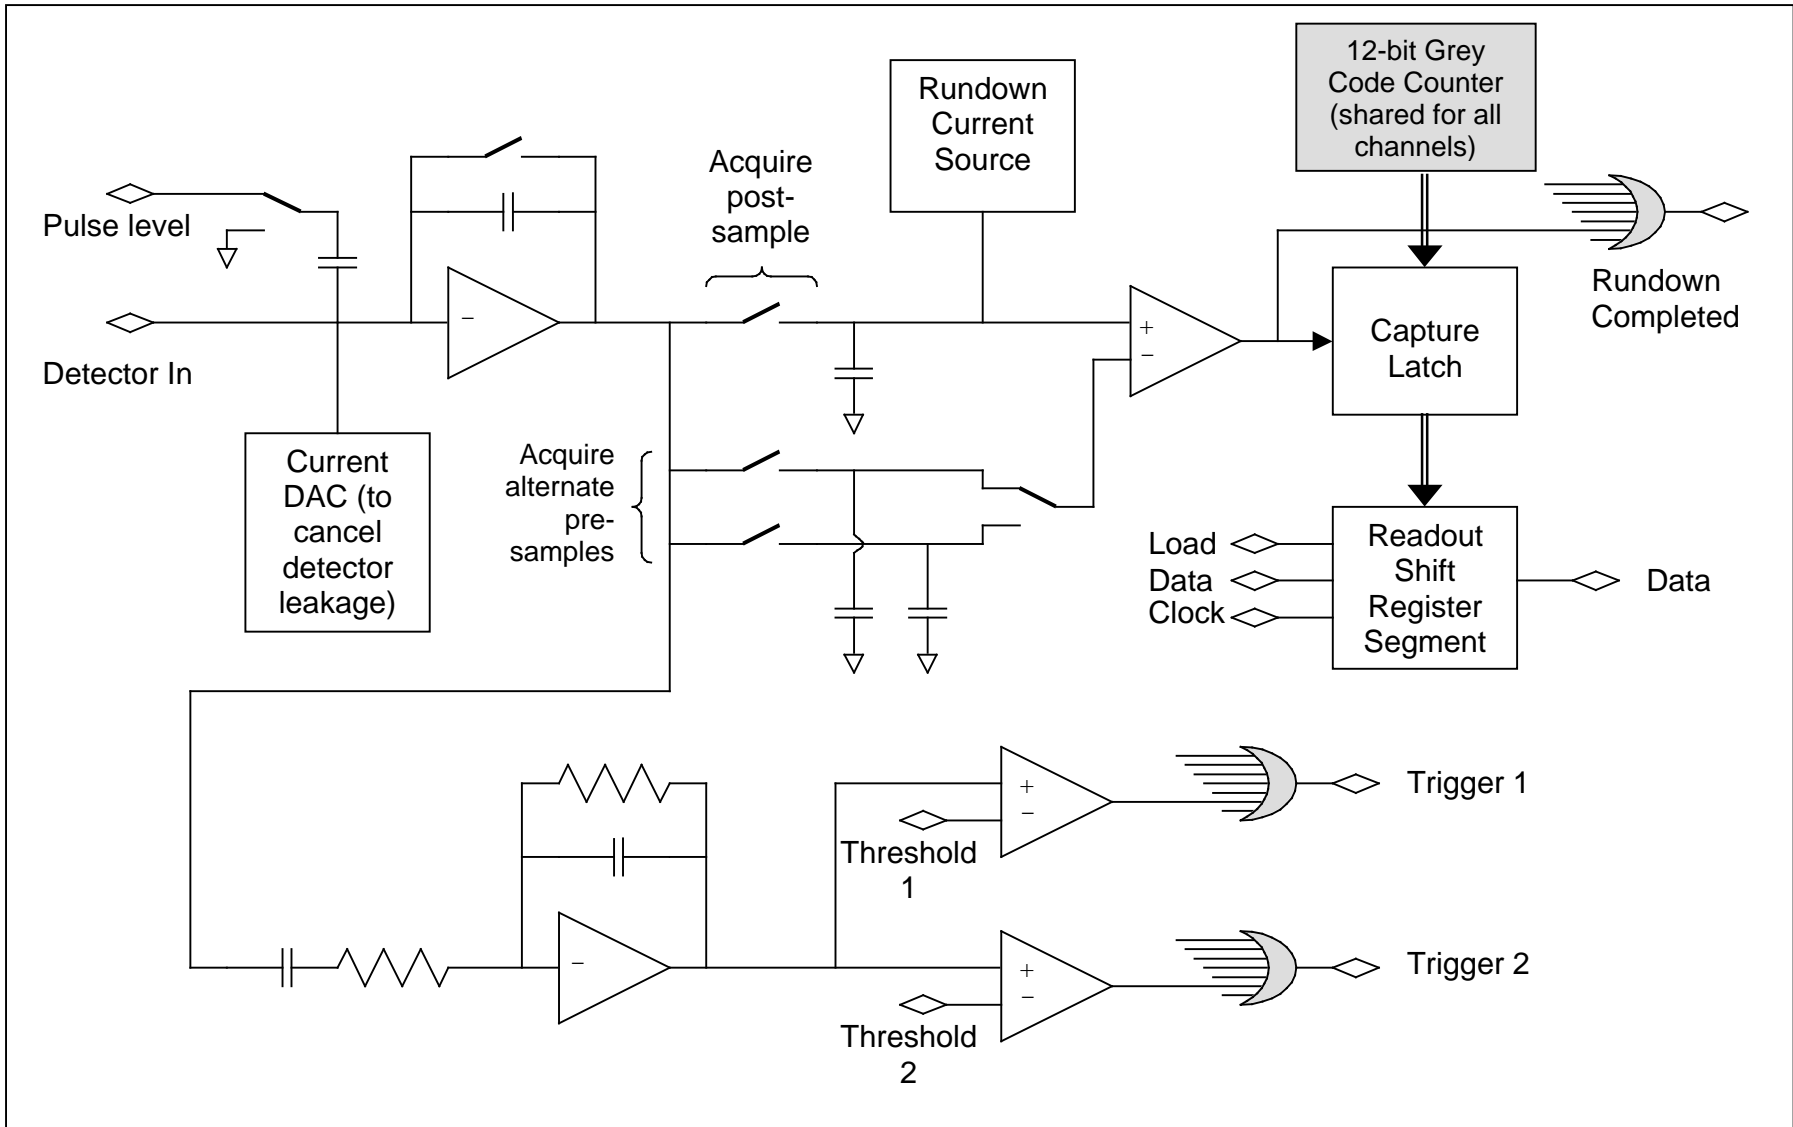 12-bit Grey
Code Counter
(shared for all
channels)
Rundown
Current
Source
Acquire
post-
sample
Pulse level
Rundown
Completed
−
+
−
Capture
Latch
Detector In
Current
DAC (to
cancel
detector
leakage)
Acquire
alternate
pre-
samples
Load
Data
Clock
Readout
Shift
Register
Segment
Data
+
−
Threshold
1
Trigger 1
−
+
−
Threshold
2
Trigger 2